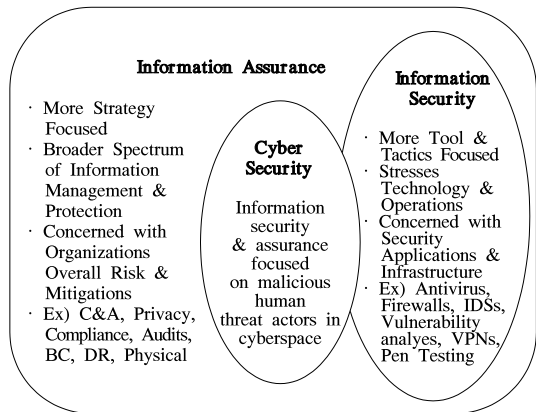 Information Assurance
· More Strategy
Focused
· Broader Spectrum
of Information
Management &
Protection
· Concerned with
Organizations
Overall Risk &
Mitigations
· Ex) C&A, Privacy,
Compliance, Audits,
BC, DR, Physical
Cyber
Security
Information
security
& assurance
focused
on malicious
human
threat actors in
cyberspace
Information
Security
· More Tool &
Tactics Focused
· Stresses
Technology &
Operations
· Concerned with
Security
Applications &
Infrastructure
· Ex) Antivirus,
Firewalls, IDSs,
Vulnerability
analyes, VPNs,
Pen Testing